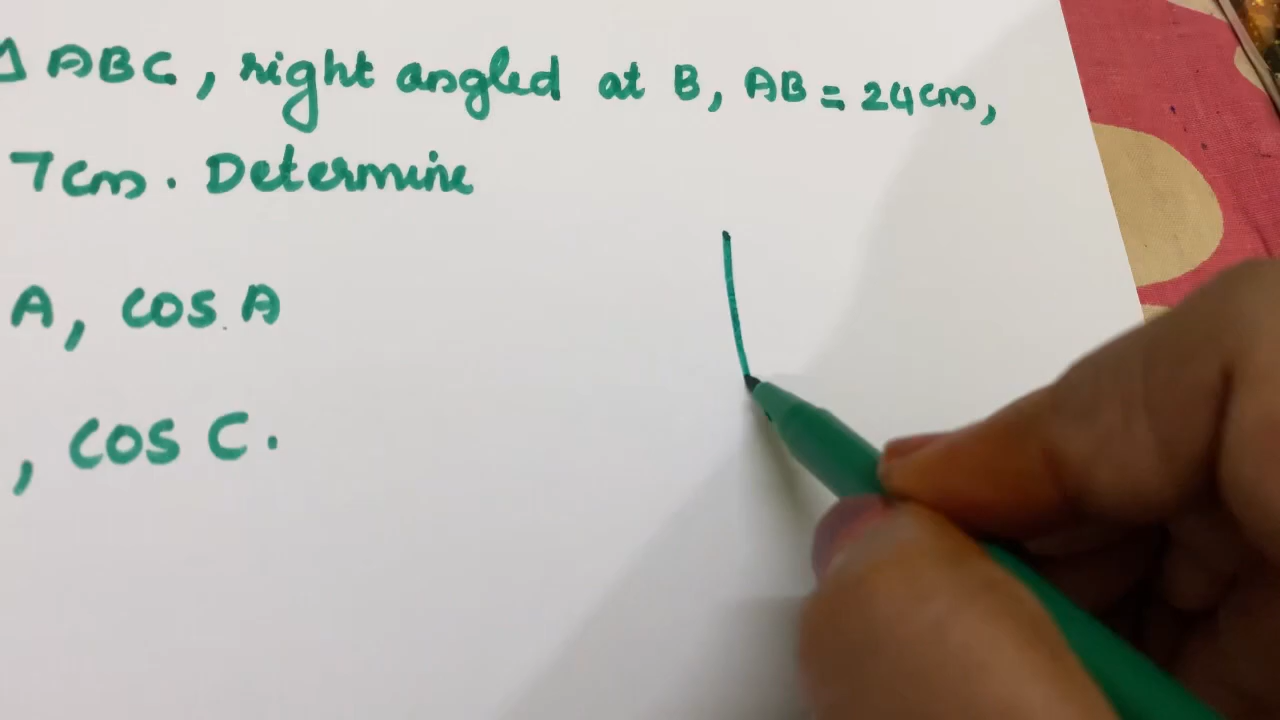 Δ ABC, right angled at B, AB = 24cm,
7cm. Determine
A, cos A
, cos C.